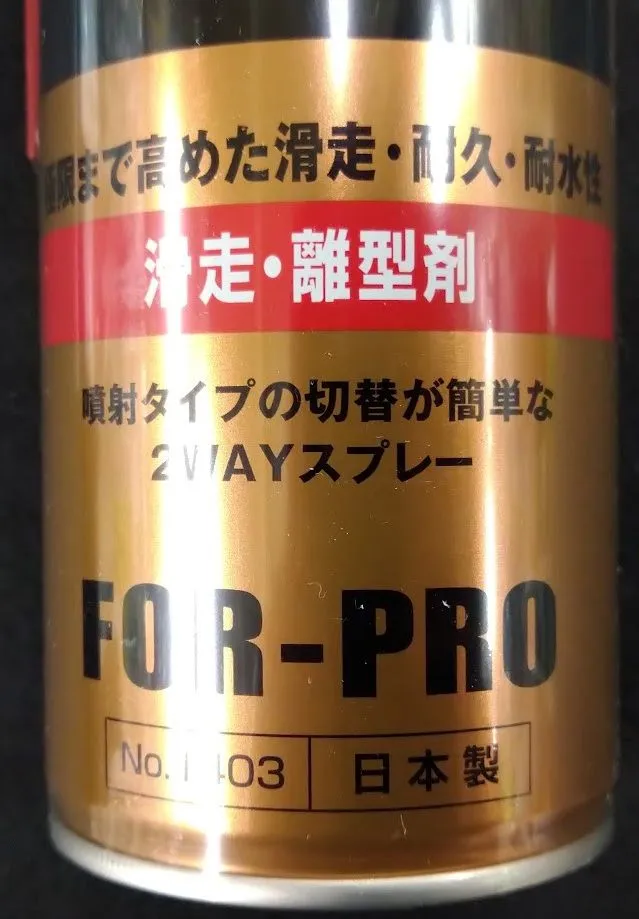 極限まで高めた滑走・耐久・耐水性
滑走・離型剤
噴射タイプの切替が簡単な
2WAYスプレー
FOR-PRO
No.1403
日本製